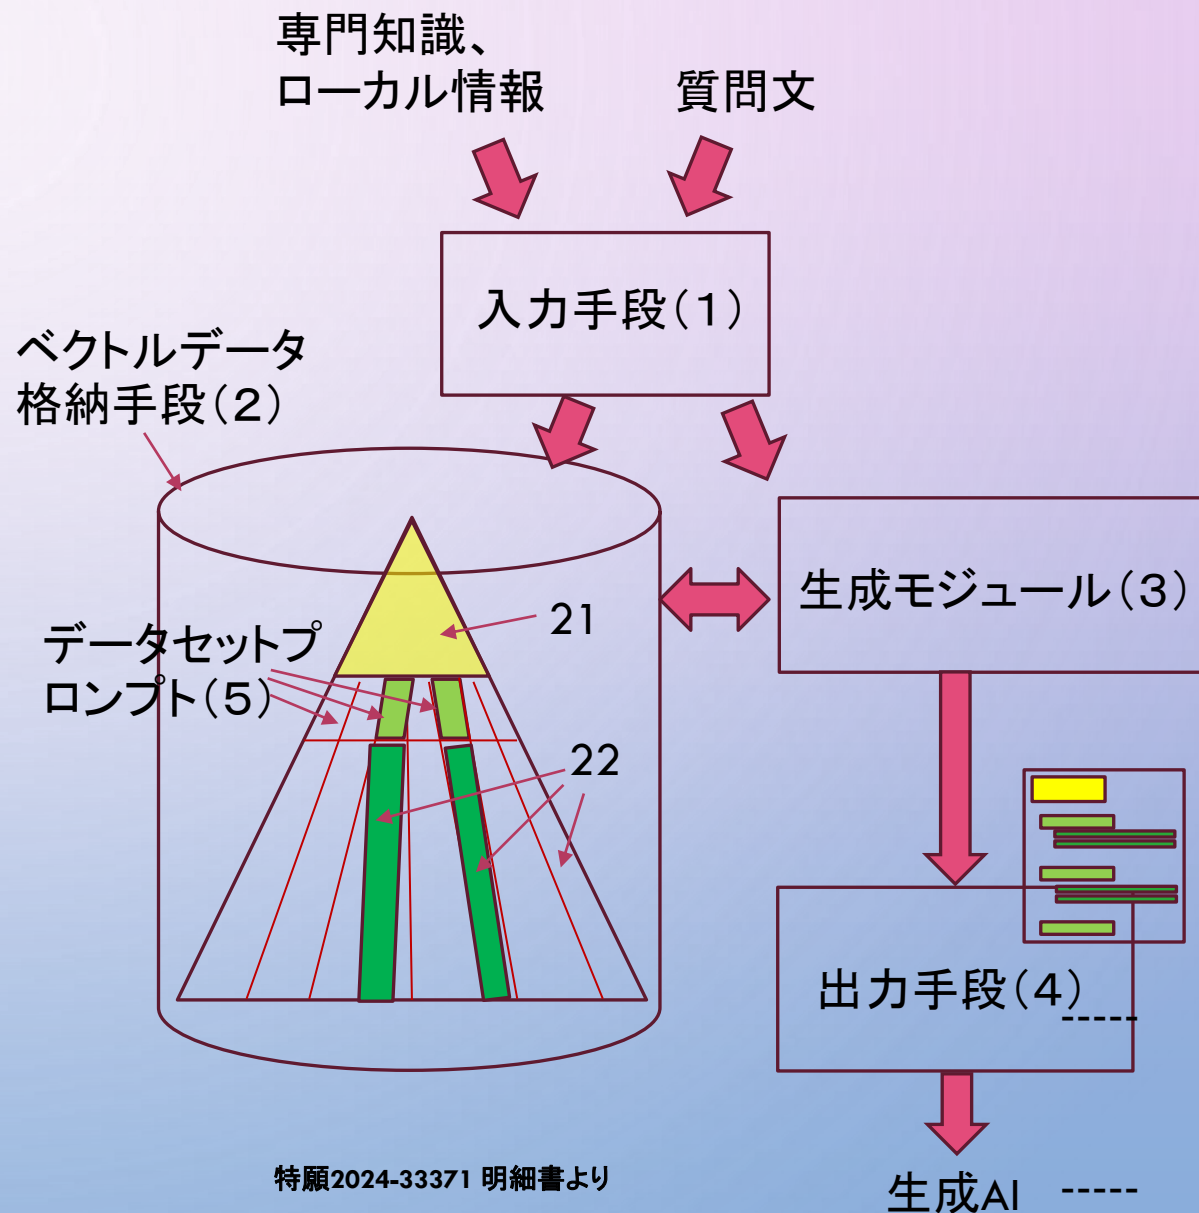 専門知識、
ローカル情報
質問文
入力手段(１)
ベクトルデータ
格納手段(２)
生成モジュール(３)
21
データセットプ
ロンプト(５)
22
出力手段(４)
-----
特願2024-33371 明細書より
生成AI
-----